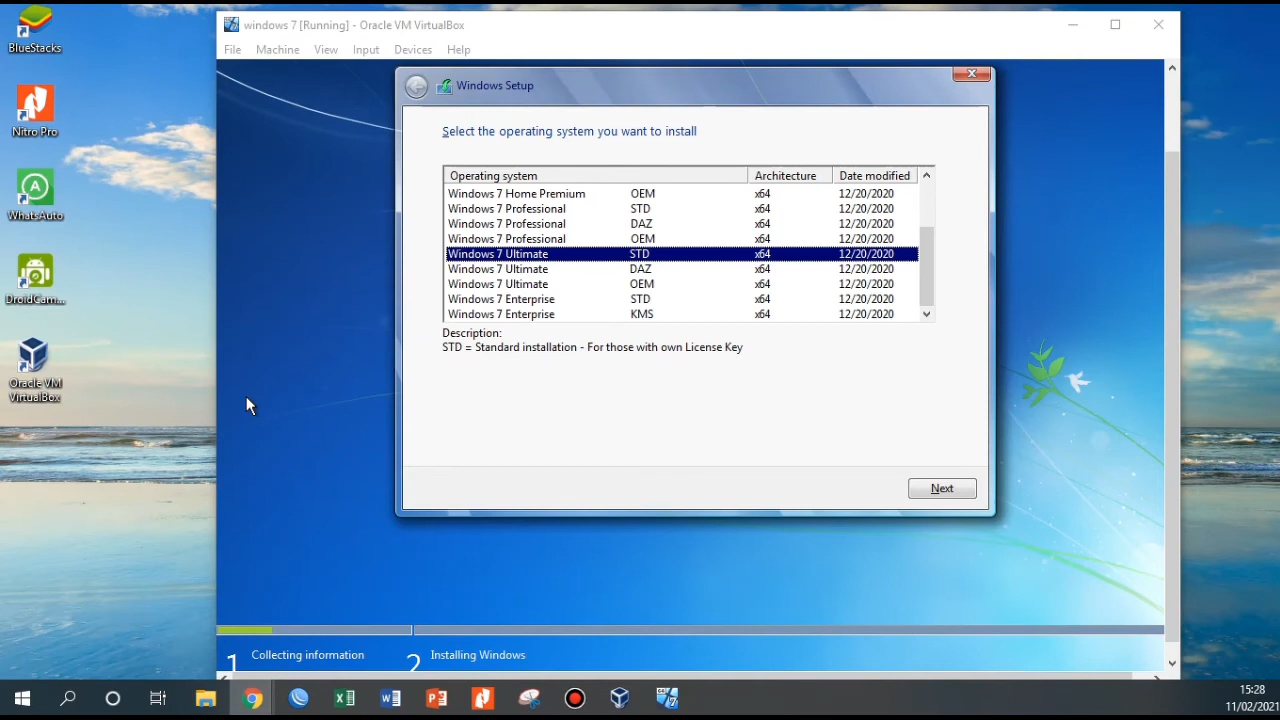 BlueStacks
Nitro Pro
WhatsAuto
DroidCam...
Oracle VM
VirtualBox
windows 7 [Running] - Oracle VM VirtualBox
File Machine View Input Devices Help
Windows Setup
Select the operating system you want to install
Operating system Architecture Date modified
Windows 7 Home Premium OEM x64 12/20/2020
Windows 7 Professional STD x64 12/20/2020
Windows 7 Professional DAZ x64 12/20/2020
Windows 7 Professional OEM x64 12/20/2020
Windows 7 Ultimate STD x64 12/20/2020
Windows 7 Ultimate DAZ x64 12/20/2020
Windows 7 Ultimate OEM x64 12/20/2020
Windows 7 Enterprise STD x64 12/20/2020
Windows 7 Enterprise KMS x64 12/20/2020
Description:
STD = Standard installation - For those with own License Key
Next
1 Collecting information 2 Installing Windows
15:28
11/02/2021